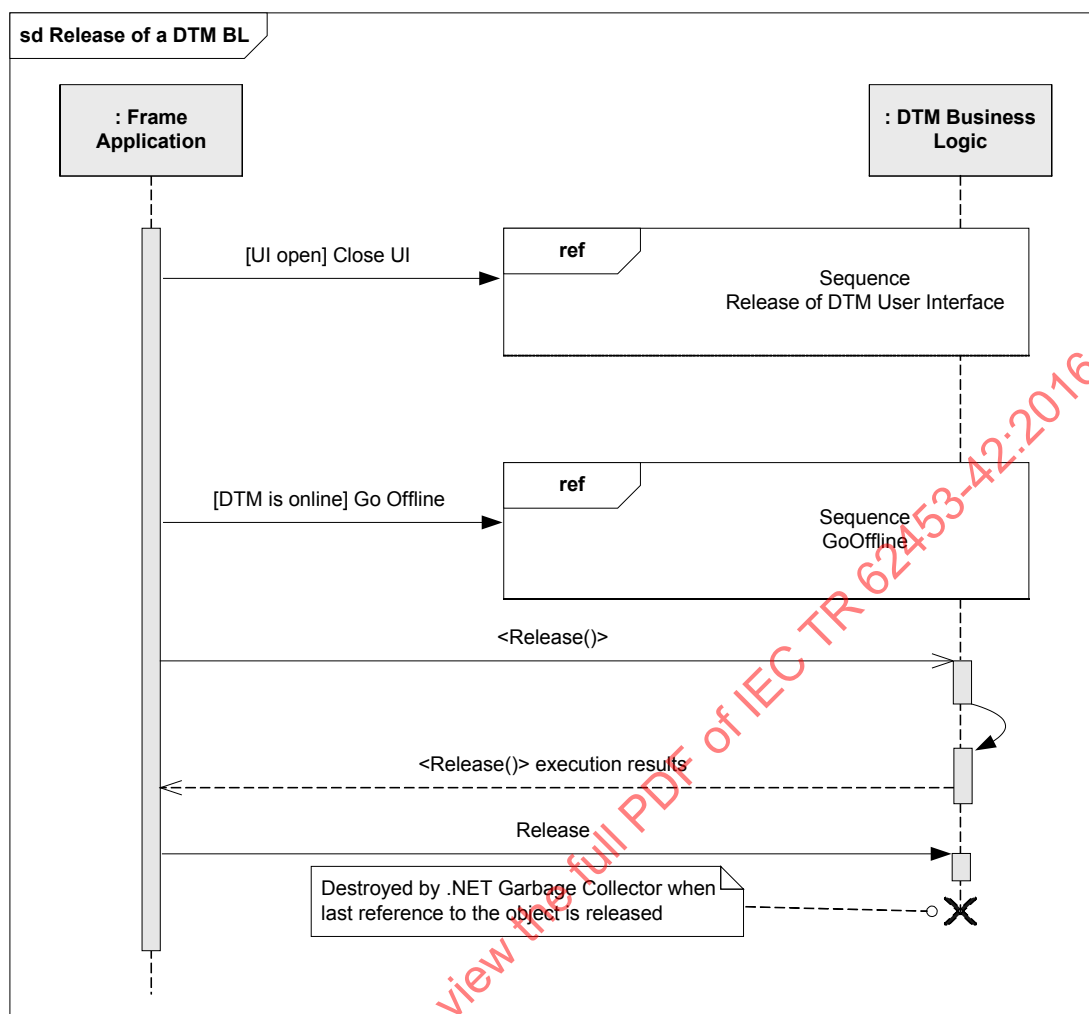 sd Release of a DTM BL
: Frame
Application
: DTM Business
Logic
[UI open] Close UI
ref
Sequence
Release of DTM User Interface
[DTM is online] Go Offline
ref
Sequence
GoOffline
<Release()>
<Release()> execution results
Release
Destroyed by .NET Garbage Collector when
last reference to the object is released
view the full PDF of IEC TR 62453-42:2016